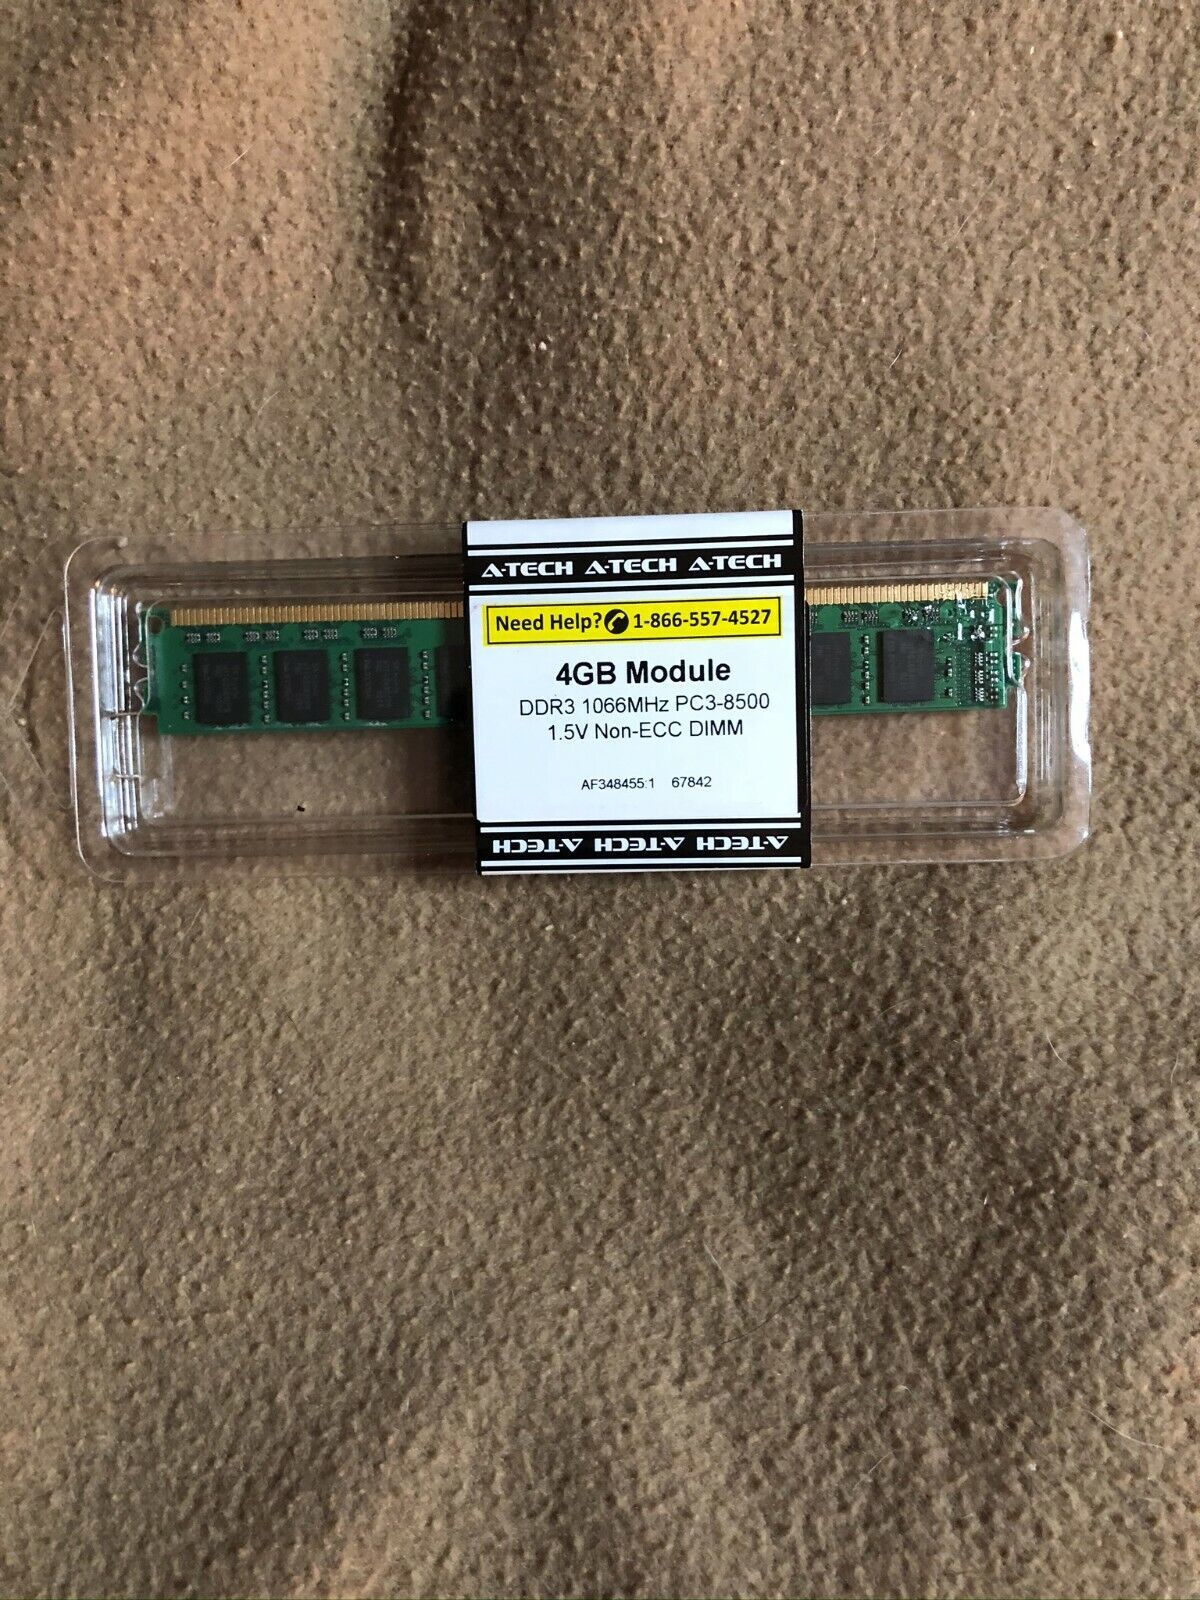 A-TECH A-TECH A-TECH
Need Help? 1-866-557-4527
4GB Module
DDR3 1066MHz PC3-8500
1.5V Non-ECC DIMM
AF348455:1 67842
A-TECH A-TECH A-TECH